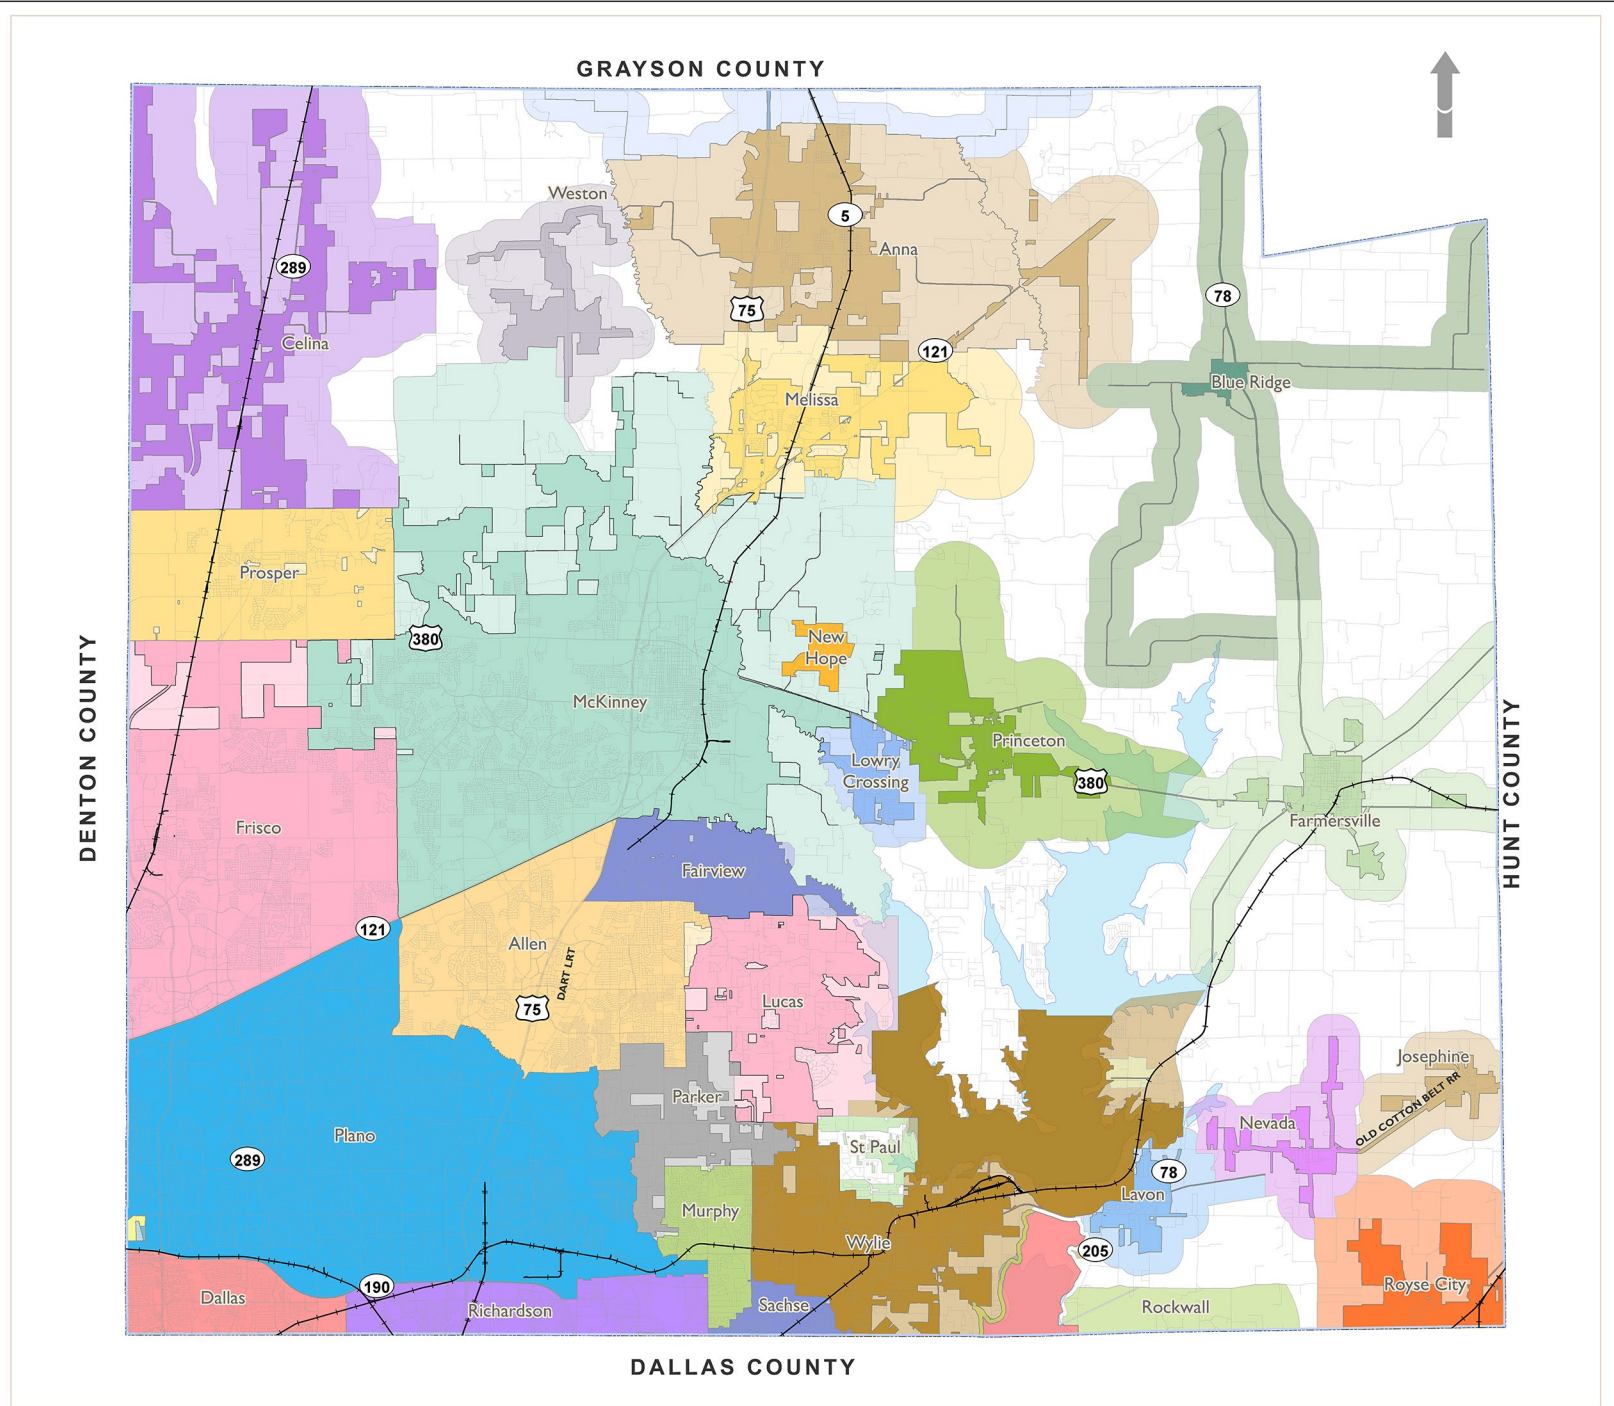 GRAYSON COUNTY
Weston
5
Anna
289
78
75
Celina
121
Blue Ridge
Melissa
Prosper
380
New
Hope
McKinney
DENTON COUNTY
HUNT COUNTY
Princeton
Lowry
Crossing
380
Frisco
Farmersville
Fairview
121
Allen
DART LRT
75
Lucas
Josephine
Parker
OLD COTTON BELT RR
Nevada
Plano
St Paul
289
78
Lavon
Murphy
Wylie
205
190
Dallas
Richardson
Sachse
Rockwall
Royse City
DALLAS COUNTY